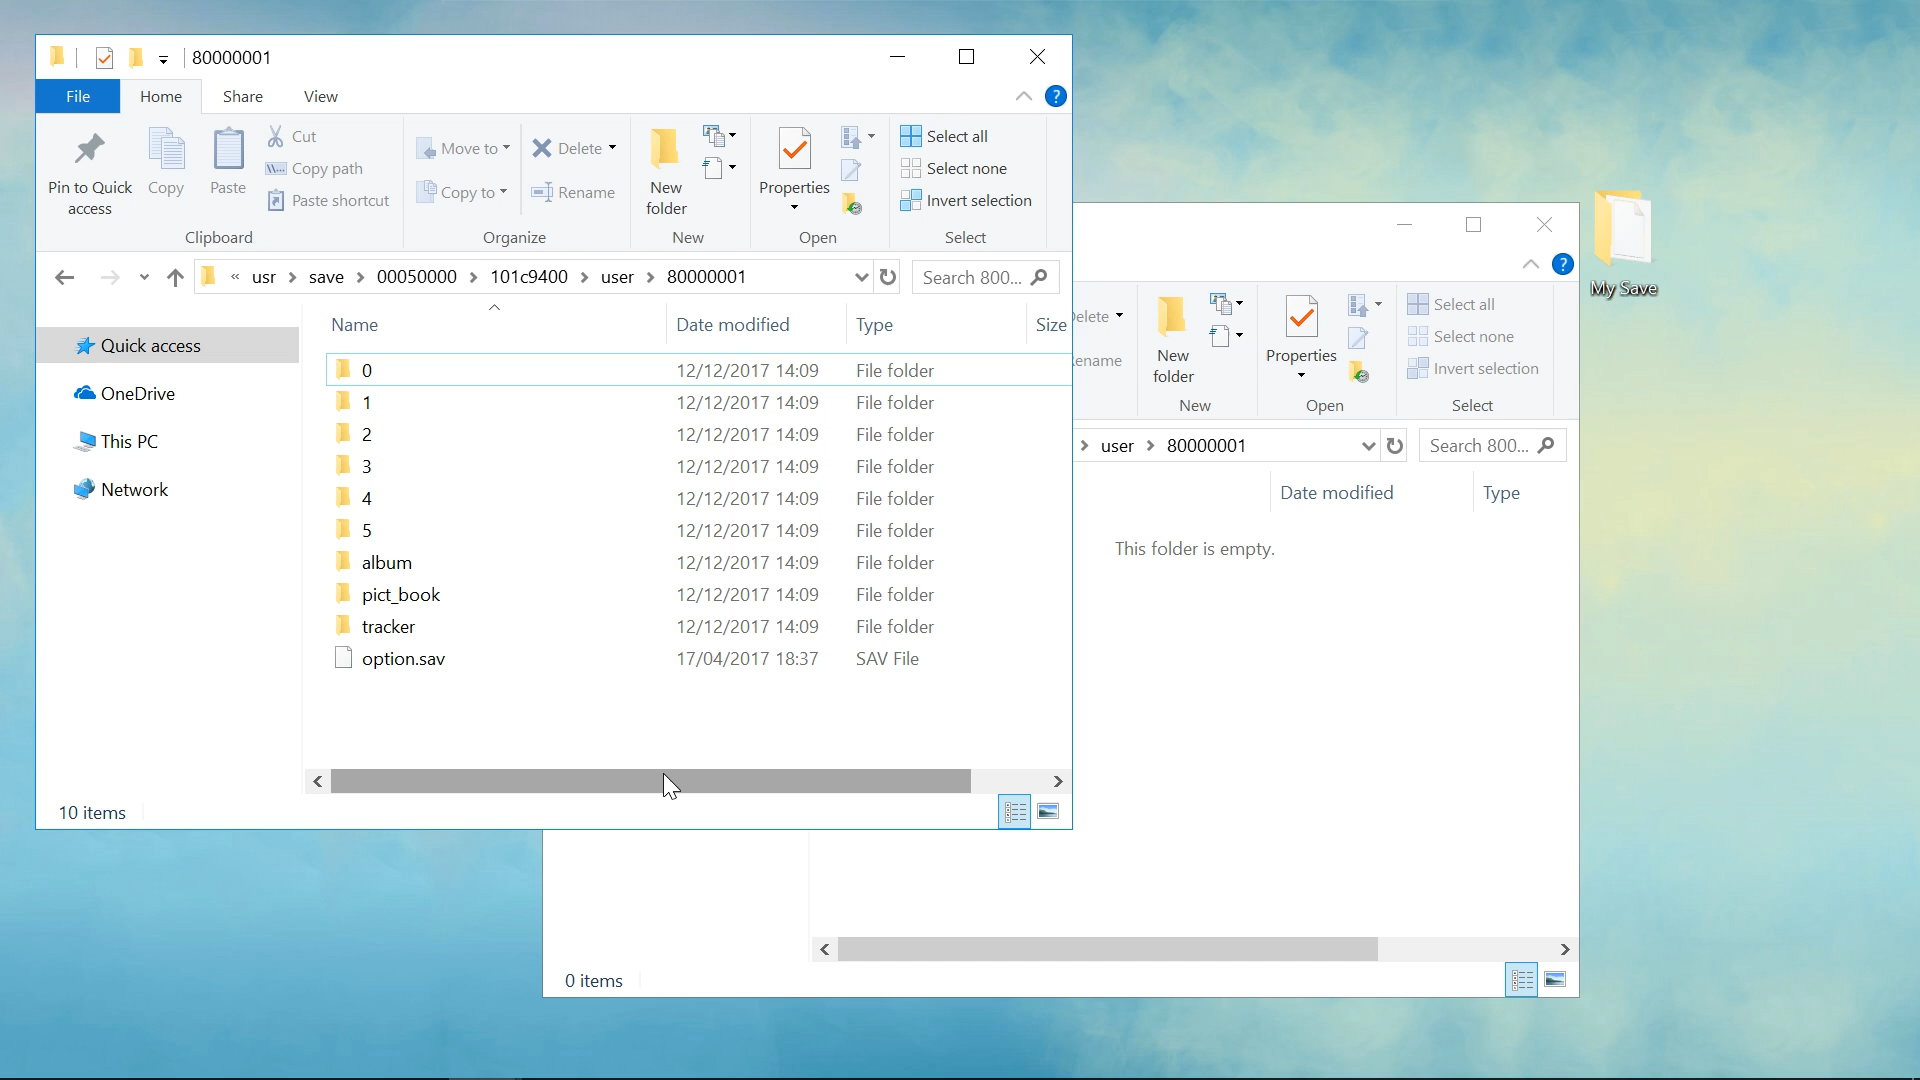 80000001
File Home Share View
?
Pin to Quick access
Copy
Paste
Cut
Copy path
Paste shortcut
Clipboard
Move to
Copy to
Delete
Rename
Organize
New folder
New
Properties
Open
Select all
Select none
Invert selection
Select
« usr > save > 00050000 > 101c9400 > user > 80000001
Search 800...
Quick access
OneDrive
This PC
Network
Name Date modified Type Size
0 12/12/2017 14:09 File folder
1 12/12/2017 14:09 File folder
2 12/12/2017 14:09 File folder
3 12/12/2017 14:09 File folder
4 12/12/2017 14:09 File folder
5 12/12/2017 14:09 File folder
album 12/12/2017 14:09 File folder
pict_book 12/12/2017 14:09 File folder
tracker 12/12/2017 14:09 File folder
option.sav 17/04/2017 18:37 SAV File
10 items
?
elete
ename
New folder
New
Properties
Open
Select all
Select none
Invert selection
Select
> user > 80000001
Search 800...
Date modified Type
This folder is empty.
0 items
My Save